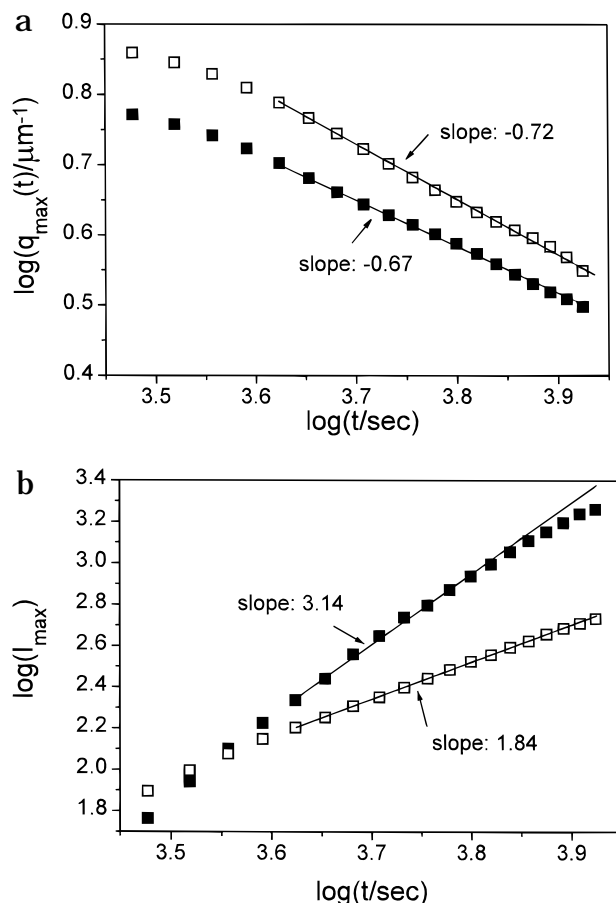 a
0.9
0.8
0.7
0.6
0.5
0.4
log(q_max(t)/μm⁻¹)
slope: -0.72
slope: -0.67
3.5 3.6 3.7 3.8 3.9
log(t/sec)
b
3.4
3.2
3.0
2.8
2.6
2.4
2.2
2.0
1.8
log(I_max)
slope: 3.14
slope: 1.84
3.5 3.6 3.7 3.8 3.9
log(t/sec)